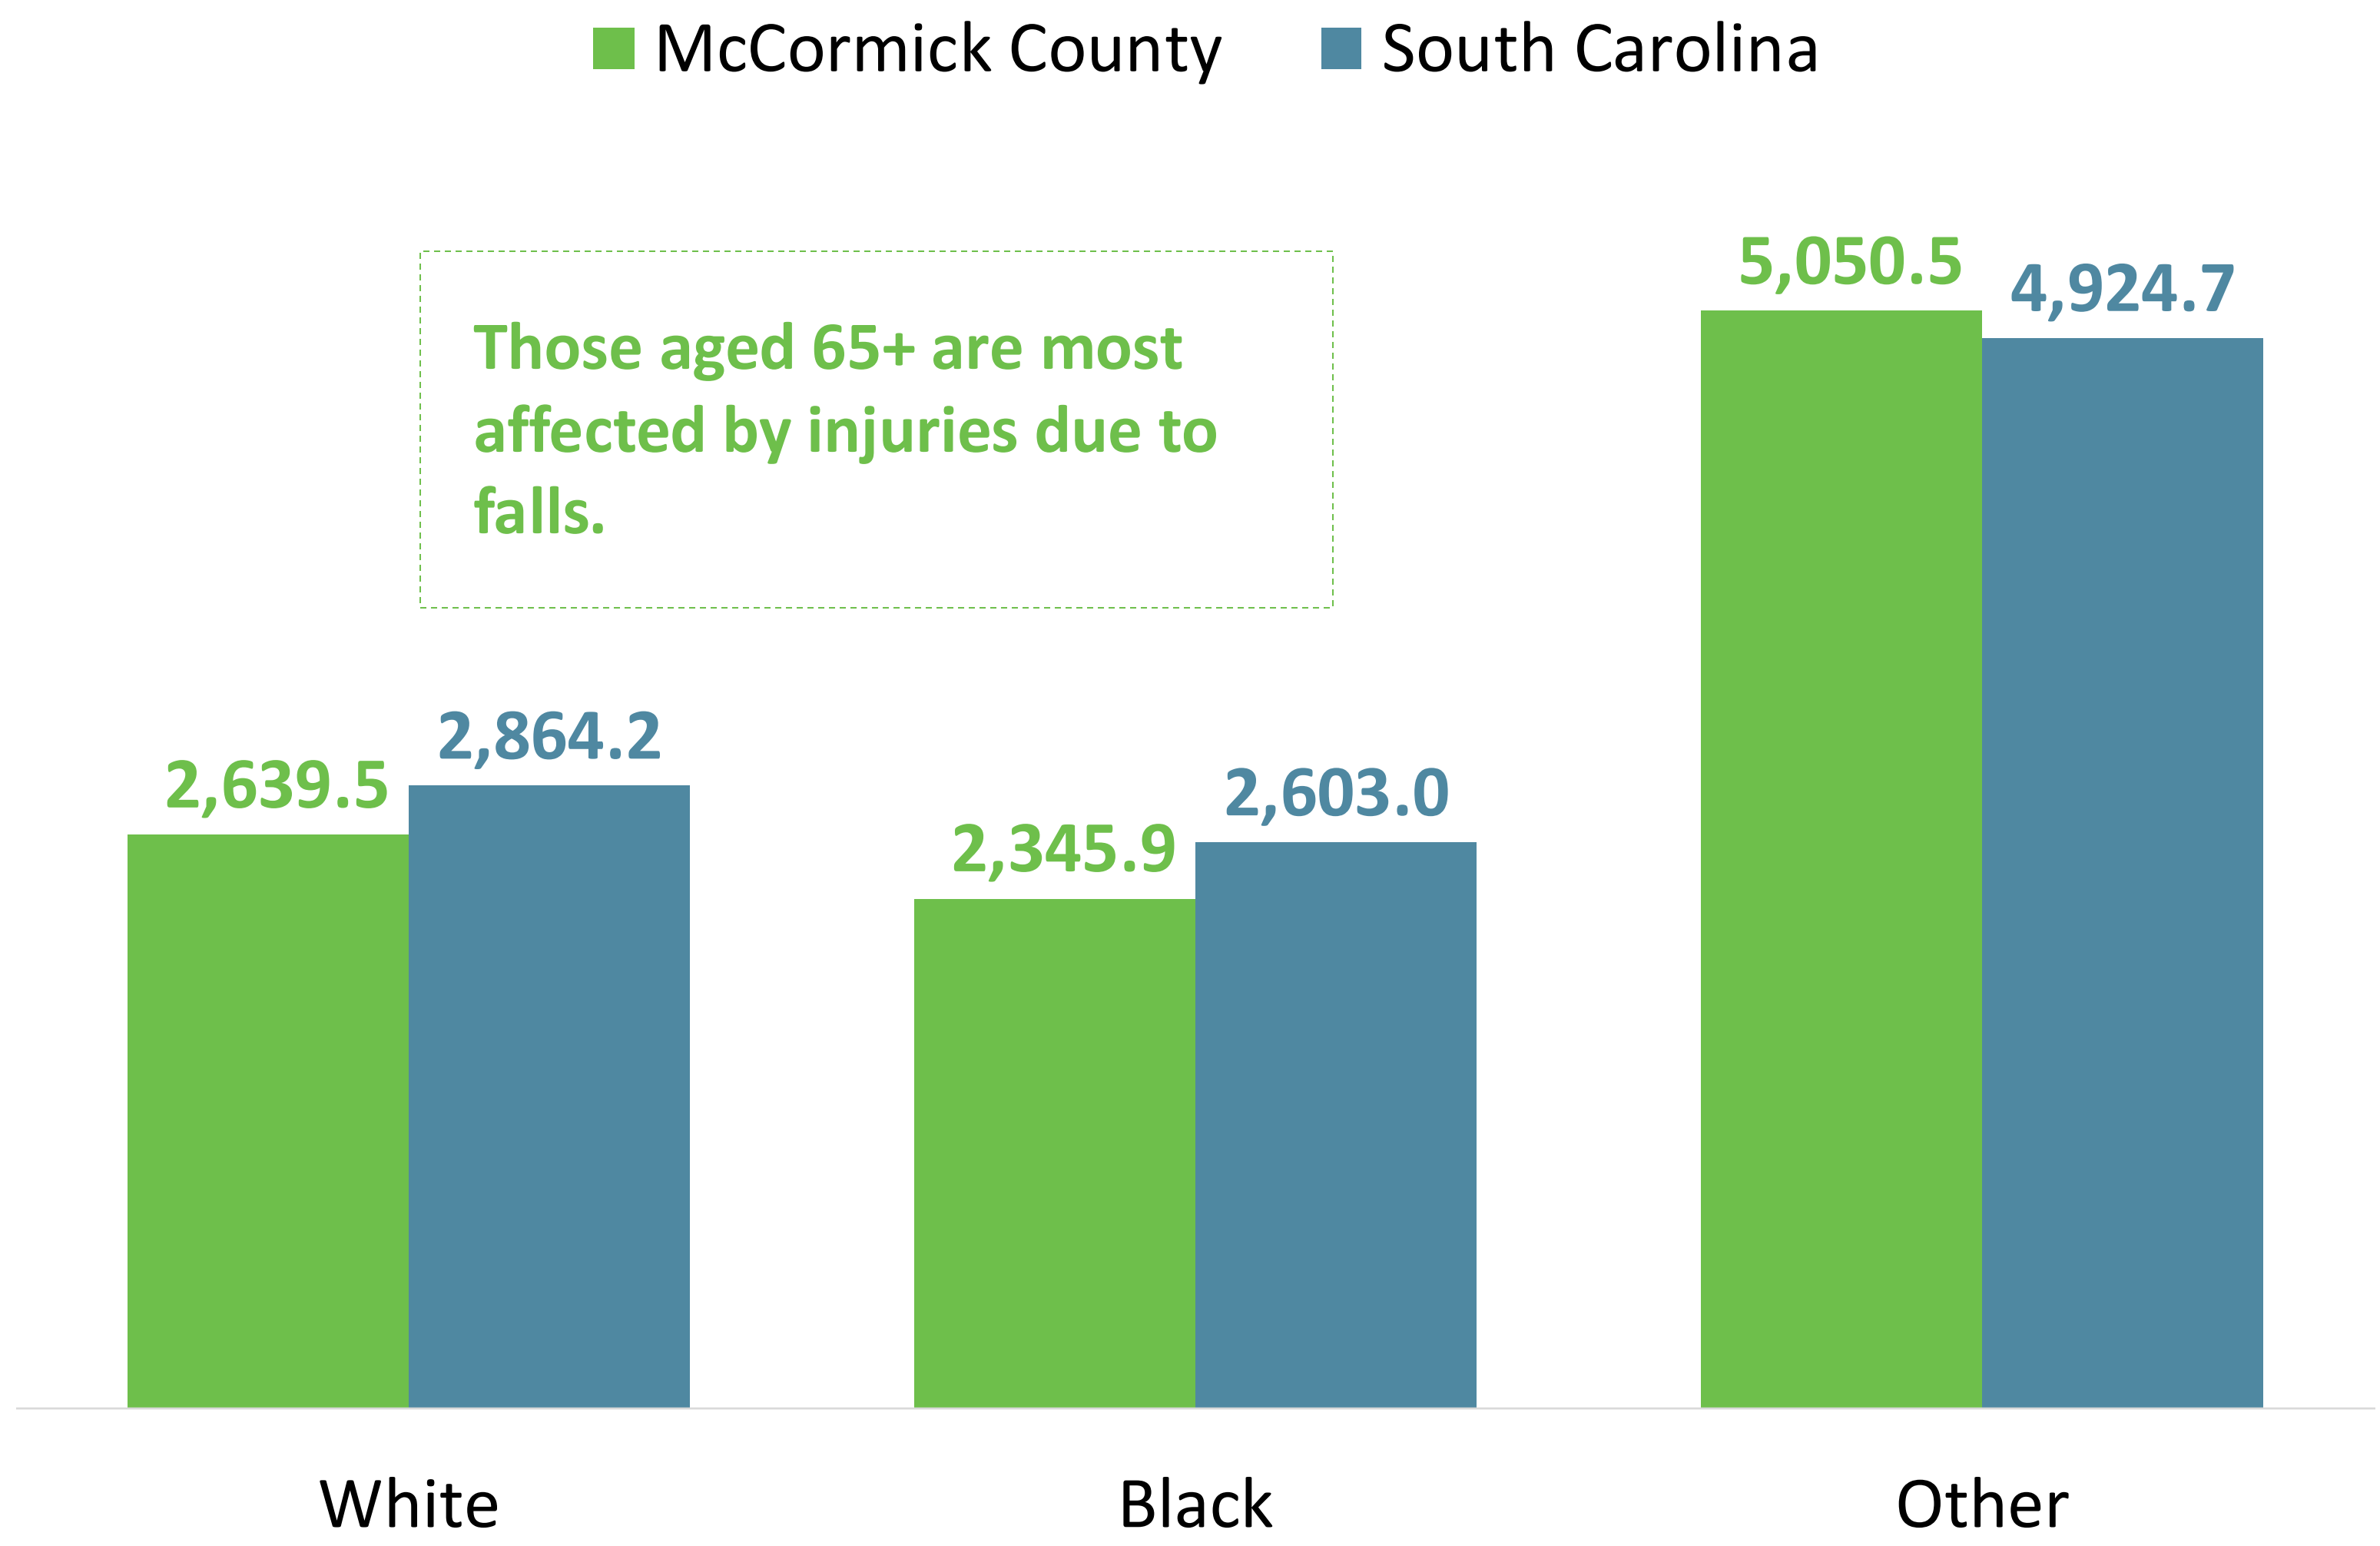 McCormick County South Carolina
Those aged 65+ are most
affected by injuries due to
falls.
5,050.5
4,924.7
2,864.2
2,639.5
2,603.0
2,345.9
White Black Other